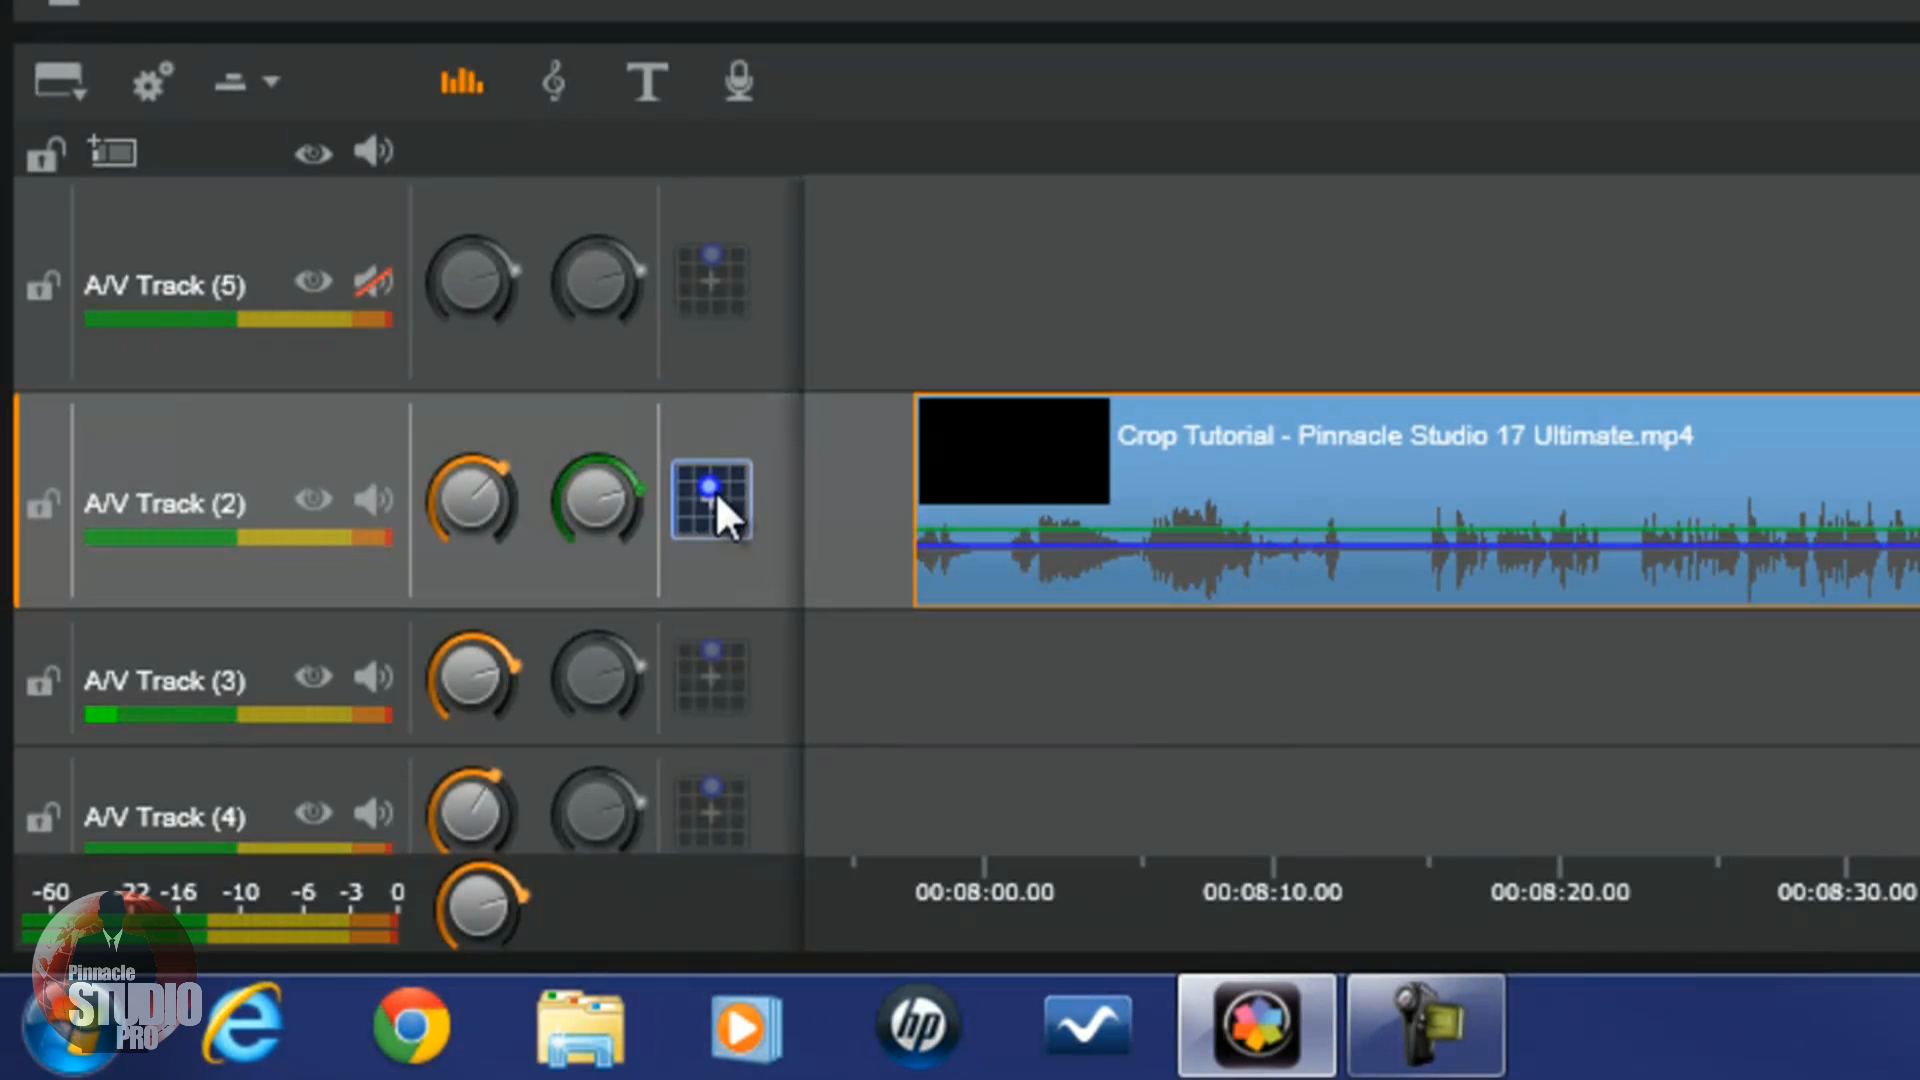 A/V Track (5)
Crop Tutorial - Pinnacle Studio 17 Ultimate.mp4
A/V Track (2)
A/V Track (3)
A/V Track (4)
-60 -22 -16 -10 -6 -3 0
00:08:00.00 00:08:10.00 00:08:20.00 00:08:30.00
Pinnacle
STUDIO
PRO
hp